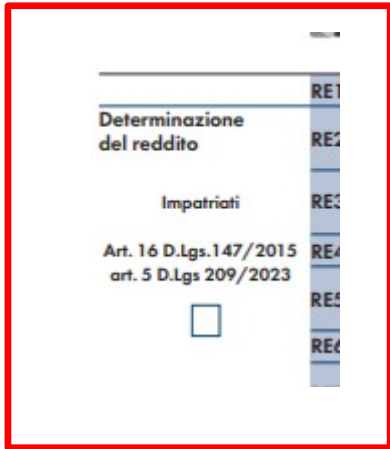 RE1
Determinazione
del reddito
RE2
Impatriati
RE3
Art. 16 D.Lgs.147/2015
RE4
art. 5 D.Lgs 209/2023
RE5
RE6